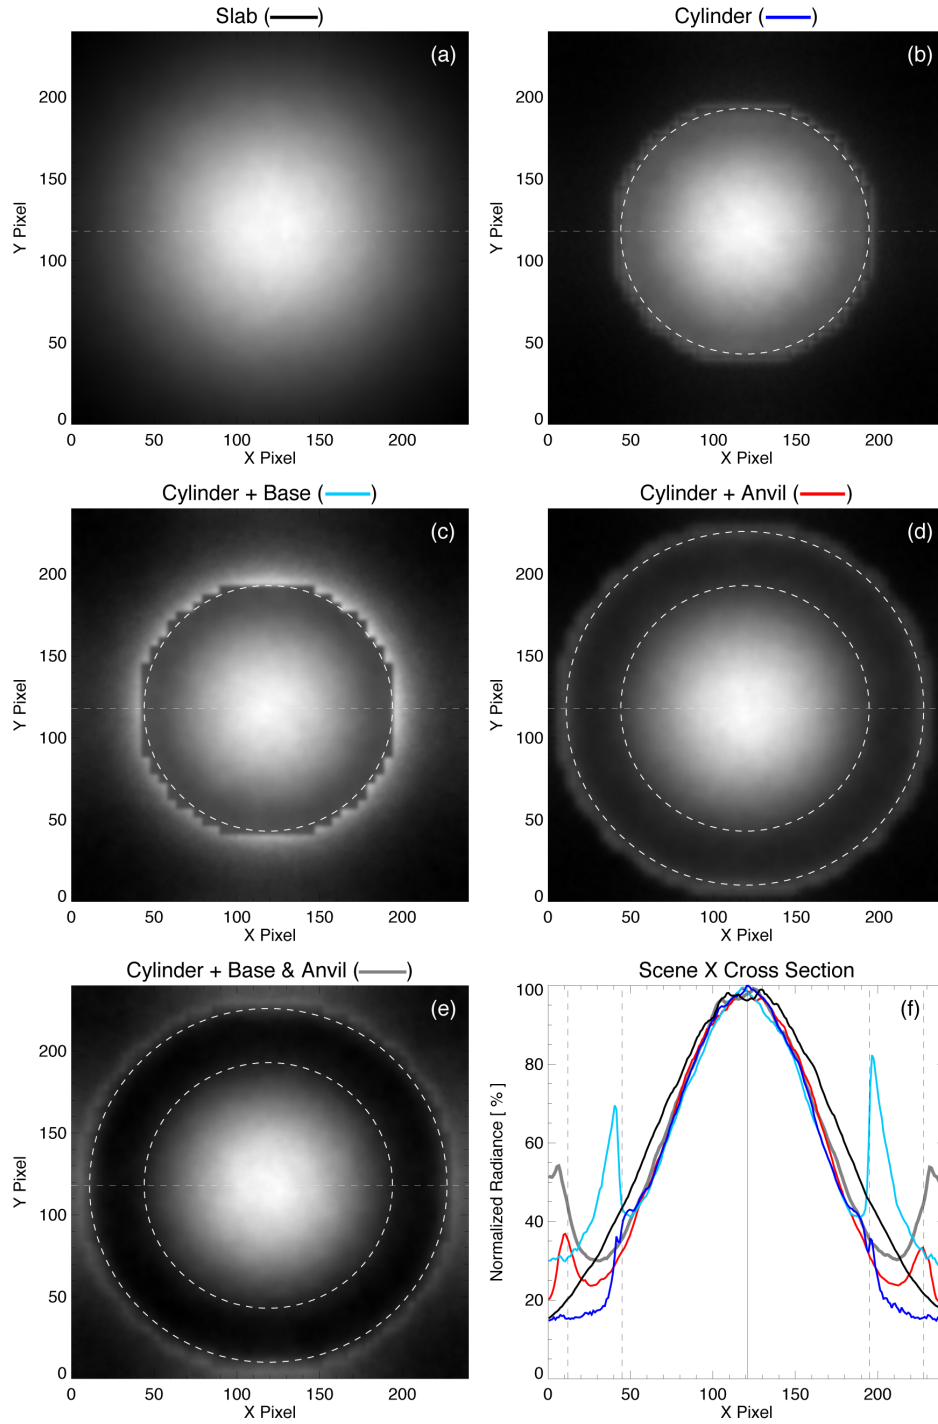 Slab (——)
Cylinder (——)
(a)
(b)
Y Pixel
200
150
100
50
0
0 50 100 150 200
X Pixel
Y Pixel
200
150
100
50
0
0 50 100 150 200
X Pixel
Cylinder + Base (——)
Cylinder + Anvil (——)
(c)
(d)
Y Pixel
200
150
100
50
0
0 50 100 150 200
X Pixel
Y Pixel
200
150
100
50
0
0 50 100 150 200
X Pixel
Cylinder + Base & Anvil (——)
Scene X Cross Section
(e)
(f)
Y Pixel
200
150
100
50
0
0 50 100 150 200
X Pixel
Normalized Radiance [ % ]
100
80
60
40
20
0
0 50 100 150 200
X Pixel